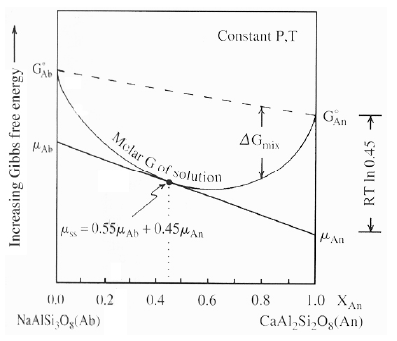 Constant P,T
Increasing Gibbs free energy
G°Ab
G°An
ΔGmix
μAb
Molar G of solution
RT ln 0.45
μss = 0.55μAb + 0.45μAn
μAn
0.0 0.2 0.4 0.6 0.8 1.0 XAn
NaAlSi3O8(Ab) CaAl2Si2O8(An)